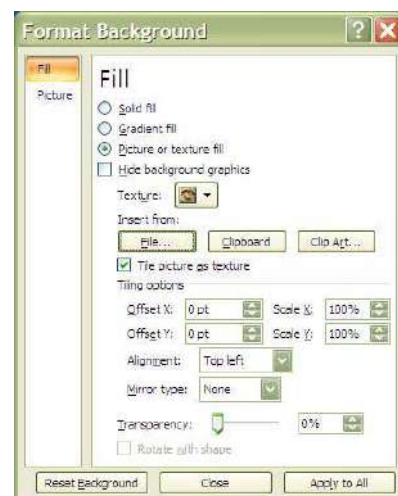 Format Background
Fill
Picture
Fill
Solid fill
Gradient fill
Picture or texture fill
Hide background graphics
Texture:
Insert from:
File... Clipboard Clip Art...
Tile picture as texture
Tiling options
Offset X: 0 pt Scale X: 100%
Offset Y: 0 pt Scale Y: 100%
Alignment: Top left
Mirror type: None
Transparency: 0%
Rotate with shape
Reset Background Close Apply to All